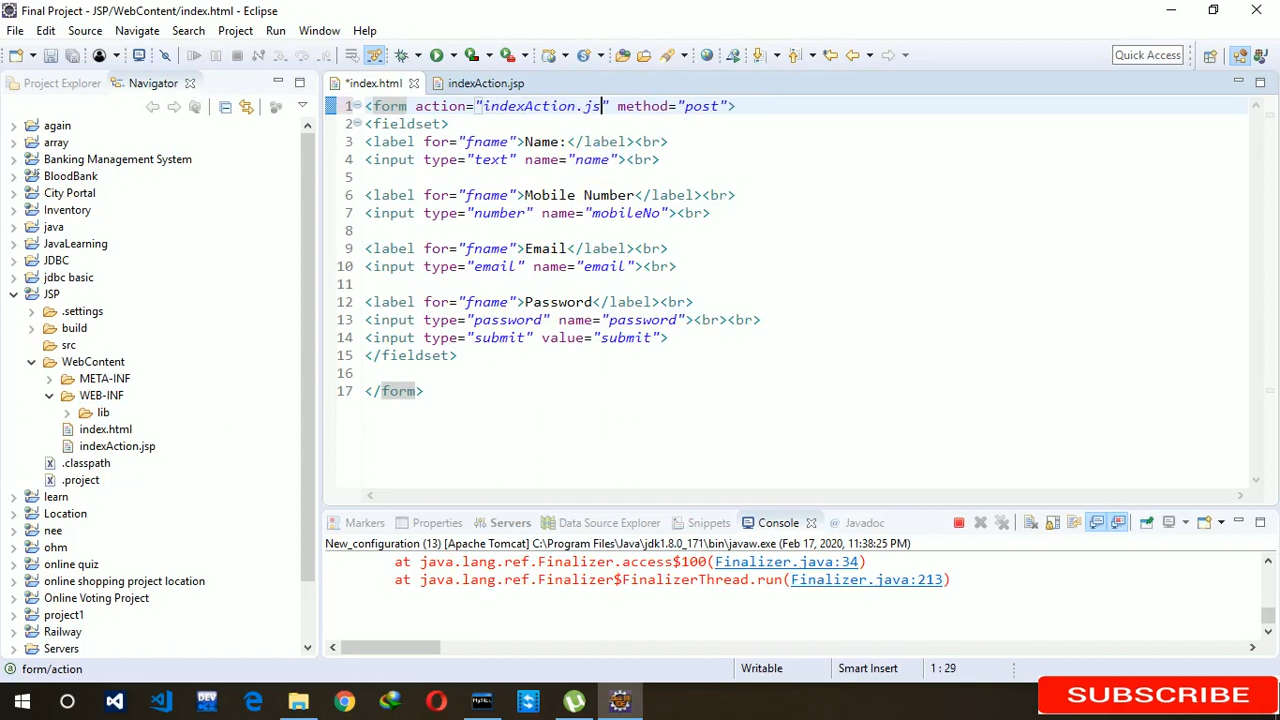 Final Project - JSP/WebContent/index.html - Eclipse
File Edit Source Navigate Search Project Run Window Help
Quick Access
Project Explorer Navigator
*index.html indexAction.jsp
again
array
Banking Management System
BloodBank
City Portal
Inventory
java
JavaLearning
JDBC
jdbc basic
JSP
.settings
build
src
WebContent
META-INF
WEB-INF
lib
index.html
indexAction.jsp
.classpath
.project
learn
Location
nee
ohm
online quiz
online shopping project location
Online Voting Project
project1
Railway
Servers
1 <form action="indexAction.js" method="post">
2 <fieldset>
3 <label for="fname">Name:</label><br>
4 <input type="text" name="name"><br>
5
6 <label for="fname">Mobile Number</label><br>
7 <input type="number" name="mobileNo"><br>
8
9 <label for="fname">Email</label><br>
10 <input type="email" name="email"><br>
11
12 <label for="fname">Password</label><br>
13 <input type="password" name="password"><br><br>
14 <input type="submit" value="submit">
15 </fieldset>
16
17 </form>
Markers Properties Servers Data Source Explorer Snippets Console Javadoc
New_configuration (13) [Apache Tomcat] C:\Program Files\Java\jdk1.8.0_171\bin\javaw.exe (Feb 17, 2020, 11:38:25 PM)
at java.lang.ref.Finalizer.access$100(Finalizer.java:34)
at java.lang.ref.Finalizer$FinalizerThread.run(Finalizer.java:213)
form/action
Writable Smart Insert 1 : 29
SUBSCRIBE